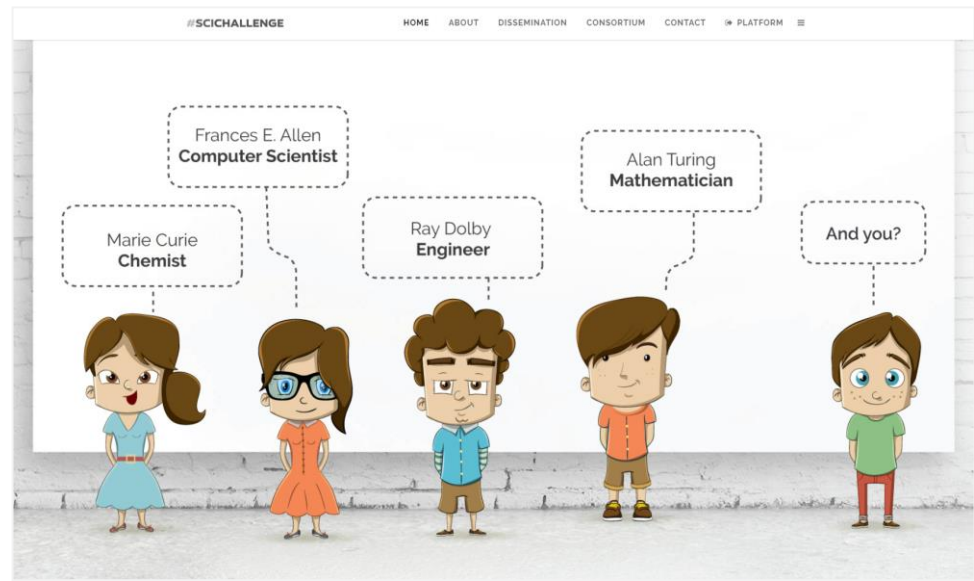 #SCICHALLENGE
HOME ABOUT DISSEMINATION CONSORTIUM CONTACT PLATFORM
Frances E. Allen
Computer Scientist
Alan Turing
Mathematician
Marie Curie
Chemist
Ray Dolby
Engineer
And you?